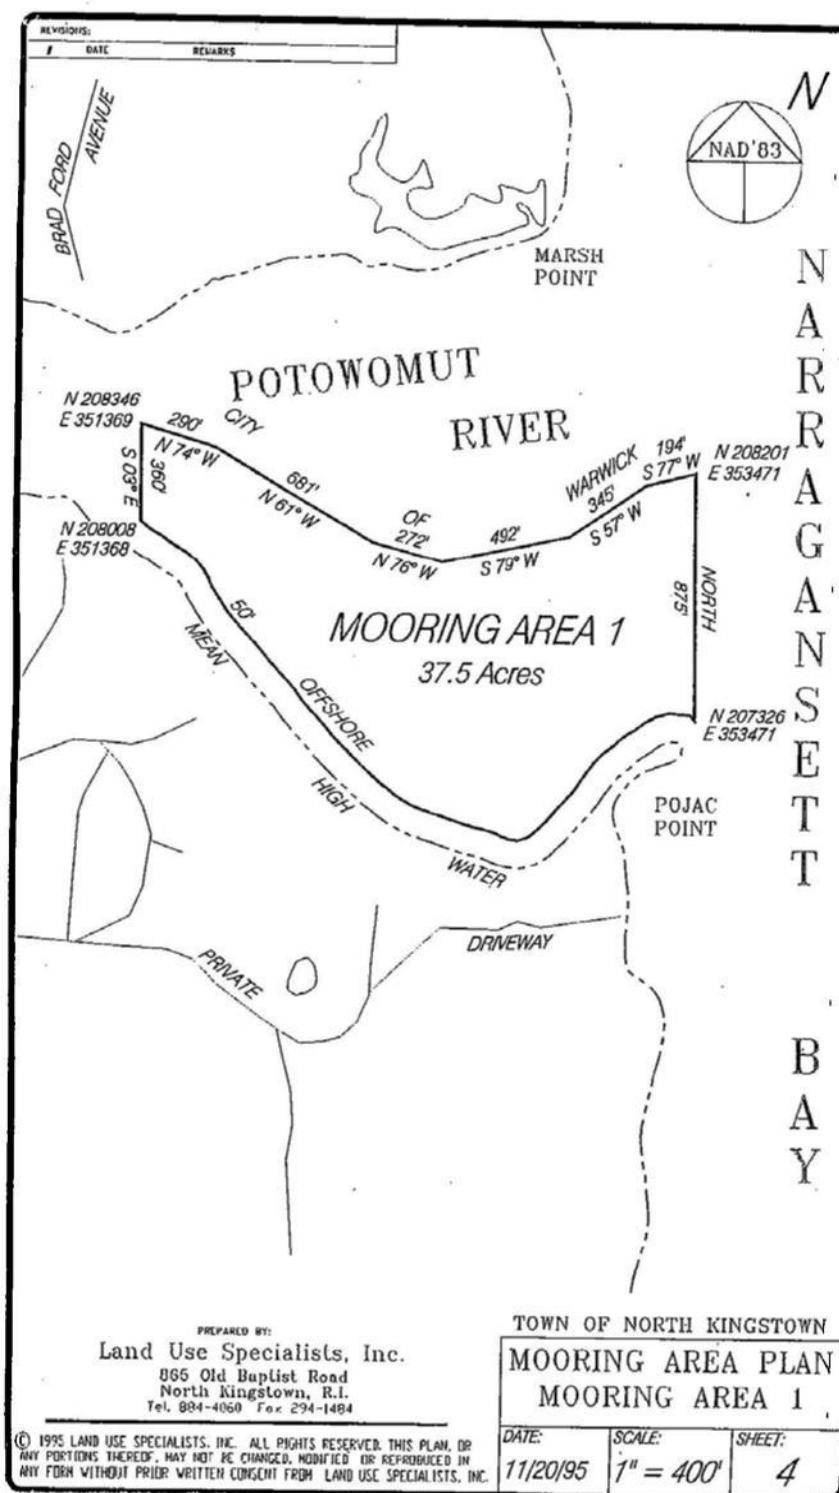 REVISIONS:
# DATE REMARKS
BRAD FORD AVENUE
N
NAD'83
MARSH
POINT
NARRAGANSETT BAY
POTOWOMUT
RIVER
N 208346
E 351369
290'
N 74° W
CITY
681'
N 61° W
OF
272'
N 76° W
492'
S 79° W
WARWICK
345'
S 57° W
194'
S 77° W
N 208201
E 353471
S 03° E
360'
N 208008
E 351368
NORTH
875'
MOORING AREA 1
37.5 Acres
50'
OFFSHORE
MEAN
HIGH
WATER
N 207326
E 353471
POJAC
POINT
PRIVATE
DRIVEWAY
PREPARED BY:
Land Use Specialists, Inc.
865 Old Baptist Road
North Kingstown, R.I.
Tel. 884-4060 Fax 294-1484
© 1995 LAND USE SPECIALISTS, INC. ALL RIGHTS RESERVED. THIS PLAN, OR
ANY PORTIONS THEREOF, MAY NOT BE CHANGED, MODIFIED OR REPRODUCED IN
ANY FORM WITHOUT PRIOR WRITTEN CONSENT FROM LAND USE SPECIALISTS, INC.
TOWN OF NORTH KINGSTOWN
MOORING AREA PLAN
MOORING AREA 1
DATE: SCALE: SHEET:
11/20/95 1" = 400' 4